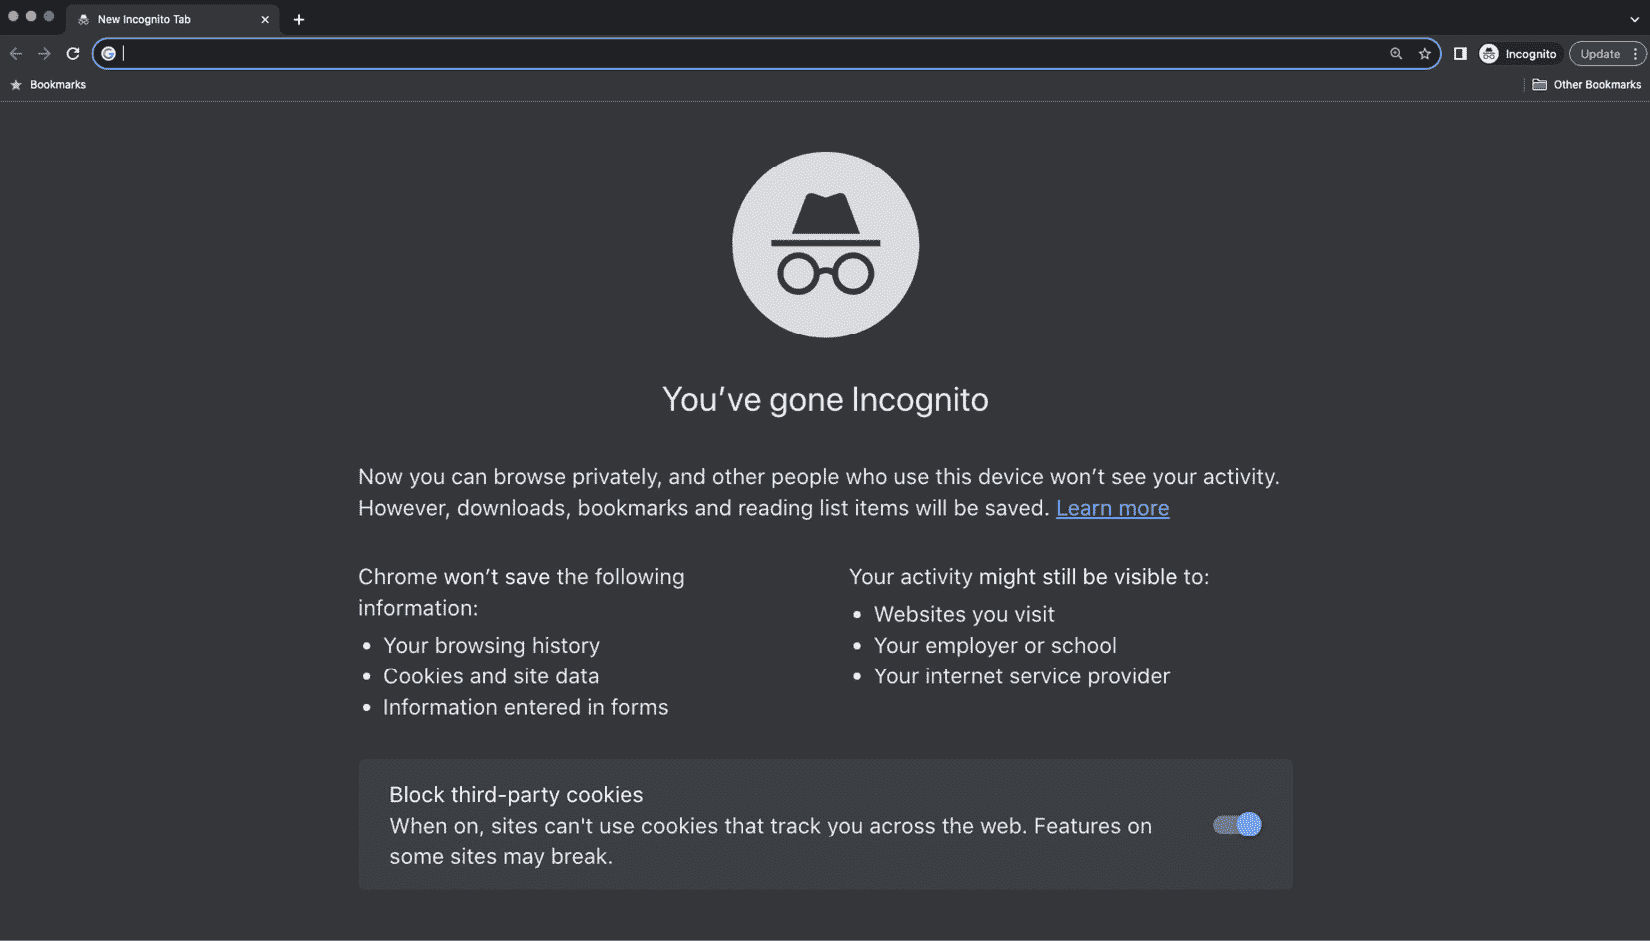 New Incognito Tab
Incognito
Update
Bookmarks
Other Bookmarks
You’ve gone Incognito
Now you can browse privately, and other people who use this device won’t see your activity.
However, downloads, bookmarks and reading list items will be saved. Learn more
Chrome won’t save the following
information:
• Your browsing history
• Cookies and site data
• Information entered in forms
Your activity might still be visible to:
• Websites you visit
• Your employer or school
• Your internet service provider
Block third-party cookies
When on, sites can't use cookies that track you across the web. Features on
some sites may break.